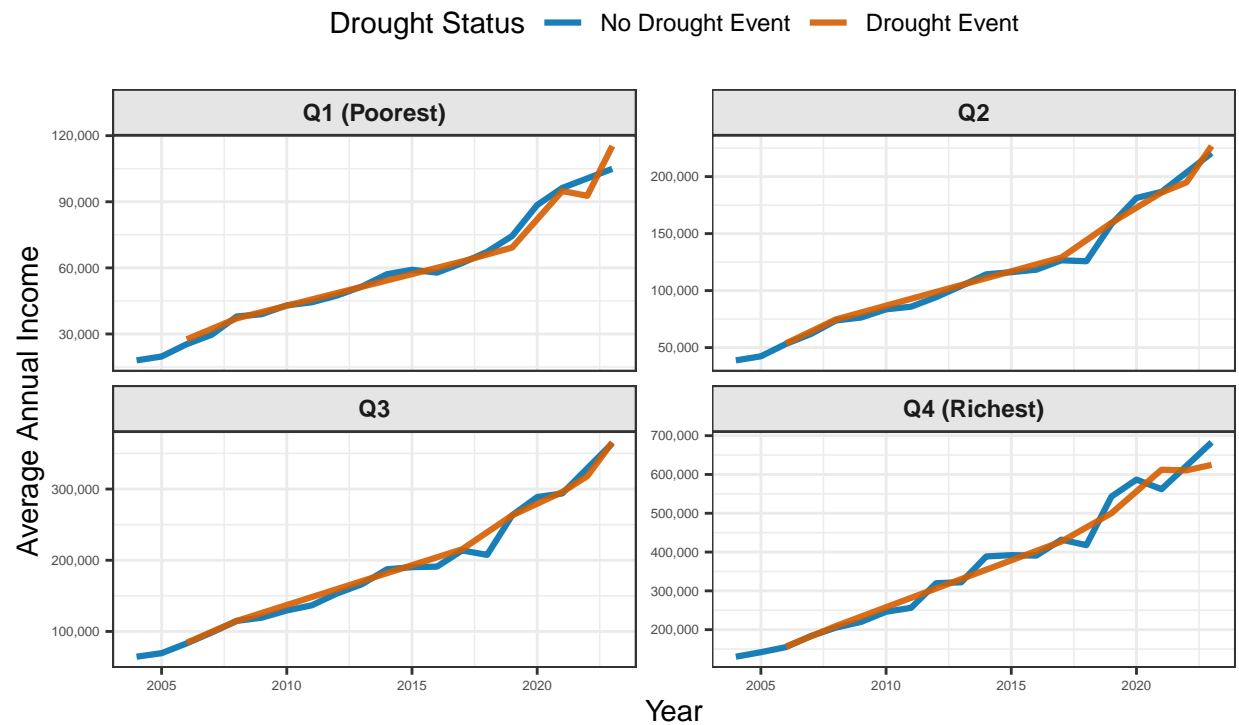 Drought Status No Drought Event Drought Event
Q1 (Poorest)
120,000
90,000
60,000
30,000
Q2
200,000
150,000
100,000
50,000
Q3
300,000
200,000
100,000
2005 2010 2015 2020
Q4 (Richest)
700,000
600,000
500,000
400,000
300,000
200,000
2005 2010 2015 2020
Average Annual Income
Year